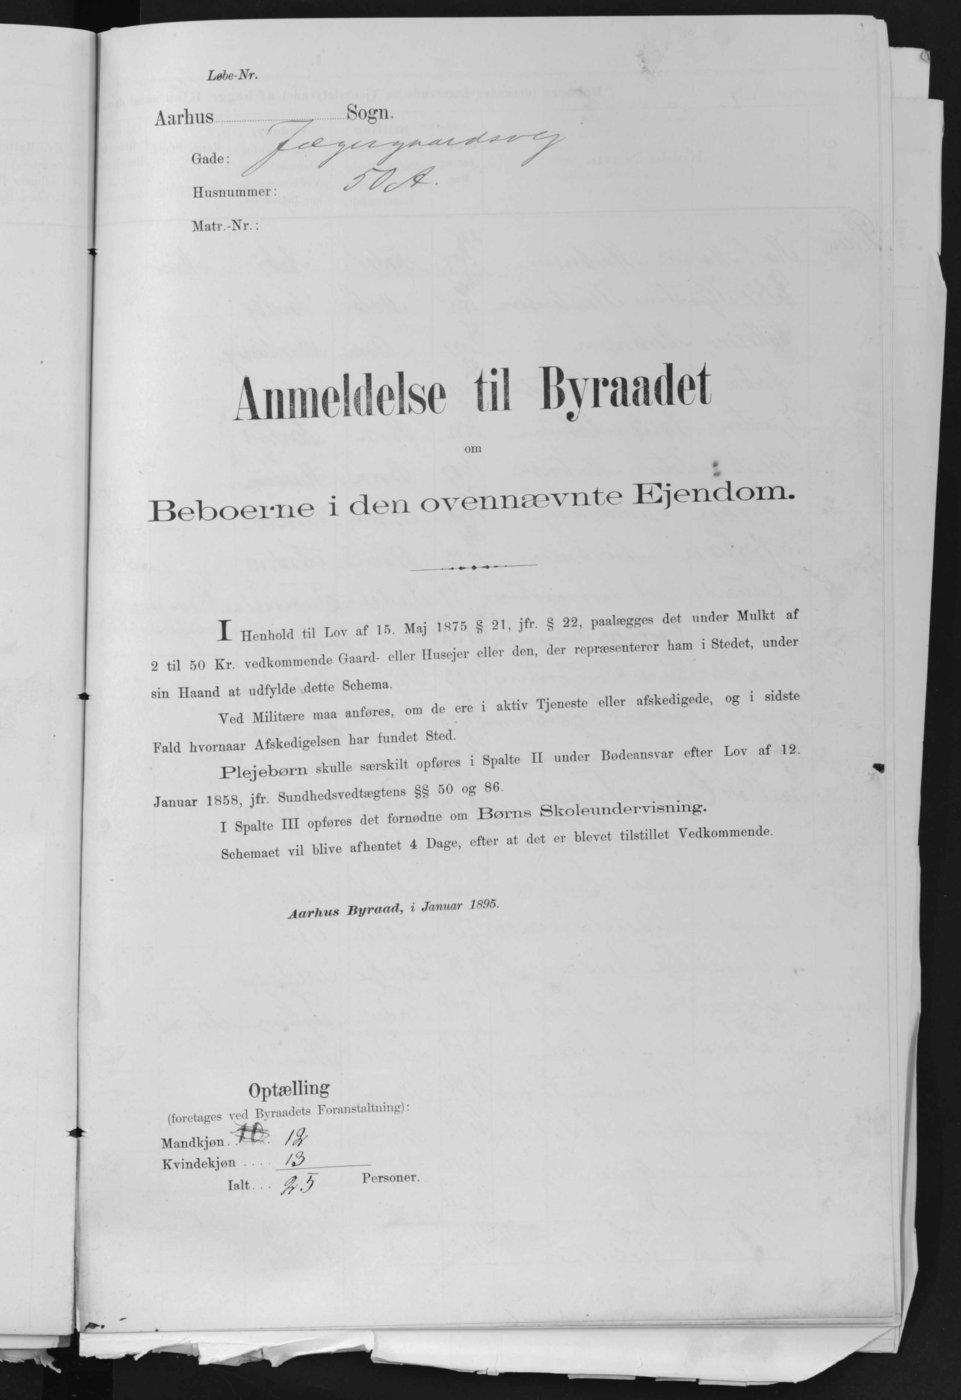 Løbe-Nr.
Aarhus Sogn.
Gade: Jægergaardsvej
Husnummer: 50 A.
Matr.-Nr.:
Anmeldelse til Byraadet
om
Beboerne i den ovennævnte Ejendom.
I Henhold til Lov af 15. Maj 1875 § 21, jfr. § 22, paalægges det under Mulkt af
2 til 50 Kr. vedkommende Gaard- eller Husejer eller den, der repræsenterer ham i Stedet, under
sin Haand at udfylde dette Schema.
Ved Militære maa anføres, om de ere i aktiv Tjeneste eller afskedigede, og i sidste
Fald hvornaar Afskedigelsen har fundet Sted.
Plejebørn skulle særskilt opføres i Spalte II under Bødeansvar efter Lov af 12.
Januar 1858, jfr. Sundhedsvedtægtens §§ 50 og 86.
I Spalte III opføres det fornødne om Børns Skoleundervisning.
Schemaet vil blive afhentet 4 Dage, efter at det er blevet tilstillet Vedkommende.
Aarhus Byraad, i Januar 1895.
Optælling
(foretages ved Byraadets Foranstaltning):
Mandkjøn . . 10 . 12
Kvindekjøn . . . . 13
Ialt . . . 25 Personer.